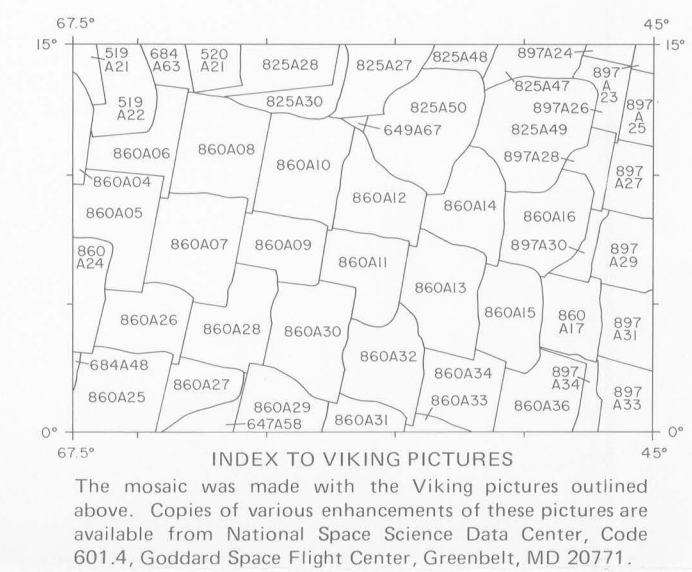 67.5° 45°
15° 15°
519 A21
684 A63
520 A21
825A28
825A27
825A48
897A24
825A47
897 A 23
897 A 25
519 A22
825A30
825A50
649A67
897A26
825A49
860A06
860A08
860A10
897A28
897 A27
860A04
860A05
860A12
860A14
860A16
860 A24
860A07
860A09
860A11
897A30
897 A29
860A13
860A26
860A28
860A30
860A15
860 A17
897 A31
684A48
860A32
860A34
897 A34
897 A33
860A25
860A27
860A29
860A33
860A36
647A58
860A31
0° 0°
67.5° 45°
INDEX TO VIKING PICTURES
The mosaic was made with the Viking pictures outlined
above. Copies of various enhancements of these pictures are
available from National Space Science Data Center, Code
601.4, Goddard Space Flight Center, Greenbelt, MD 20771.